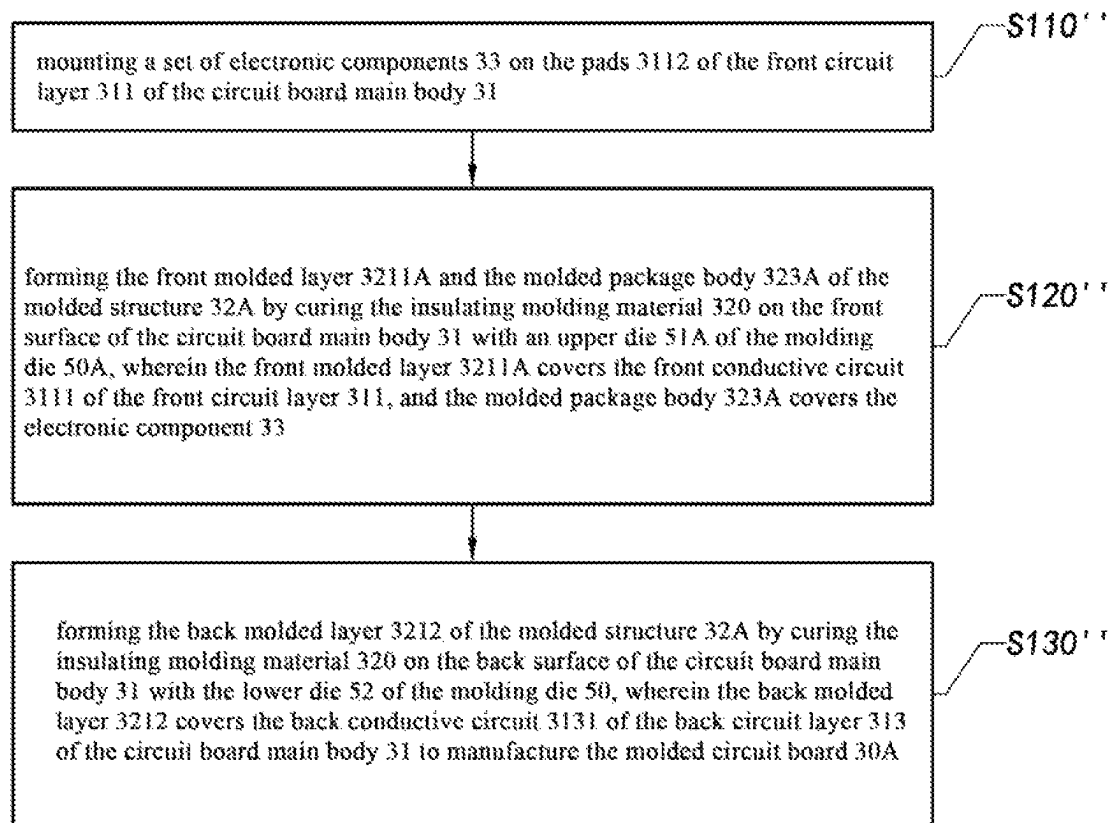 S110''
mounting a set of electronic components 33 on the pads 3112 of the front circuit
layer 311 of the circuit board main body 31
S120''
forming the front molded layer 3211A and the molded package body 323A of the
molded structure 32A by curing the insulating molding material 320 on the front
surface of the circuit board main body 31 with an upper die 51A of the molding
die 50A, wherein the front molded layer 3211A covers the front conductive circuit
3111 of the front circuit layer 311, and the molded package body 323A covers the
electronic component 33
S130''
forming the back molded layer 3212 of the molded structure 32A by curing the
insulating molding material 320 on the back surface of the circuit board main
body 31 with the lower die 52 of the molding die 50, wherein the back molded
layer 3212 covers the back conductive circuit 3131 of the back circuit layer 313
of the circuit board main body 31 to manufacture the molded circuit board 30A